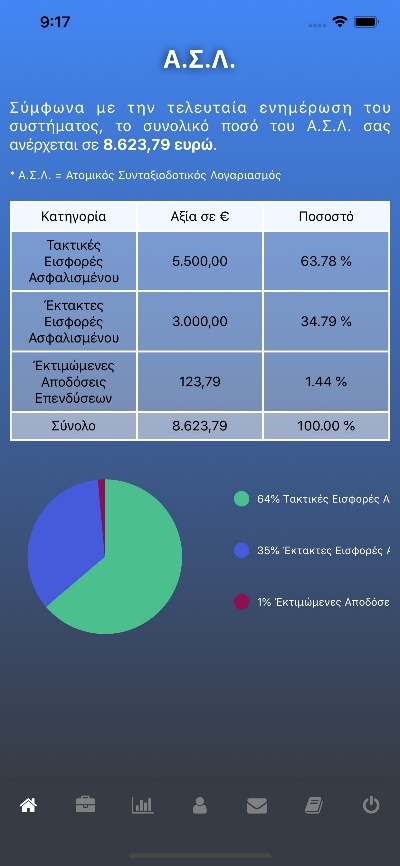 9:17
Α.Σ.Λ.
Σύμφωνα με την τελευταία ενημέρωση του
συστήματος, το συνολικό ποσό του Α.Σ.Λ. σας
ανέρχεται σε 8.623,79 ευρώ.
* Α.Σ.Λ. = Ατομικός Συνταξιοδοτικός Λογαριασμός
Κατηγορία Αξία σε € Ποσοστό
Τακτικές
Εισφορές
Ασφαλισμένου
5.500,00 63.78 %
Έκτακτες
Εισφορές
Ασφαλισμένου
3.000,00 34.79 %
Έκτιμώμενες
Αποδόσεις
Επενδύσεων
123,79 1.44 %
Σύνολο 8.623,79 100.00 %
64% Τακτικές Εισφορές Α
35% Έκτακτες Εισφορές Α
1% Έκτιμώμενες Αποδόσε